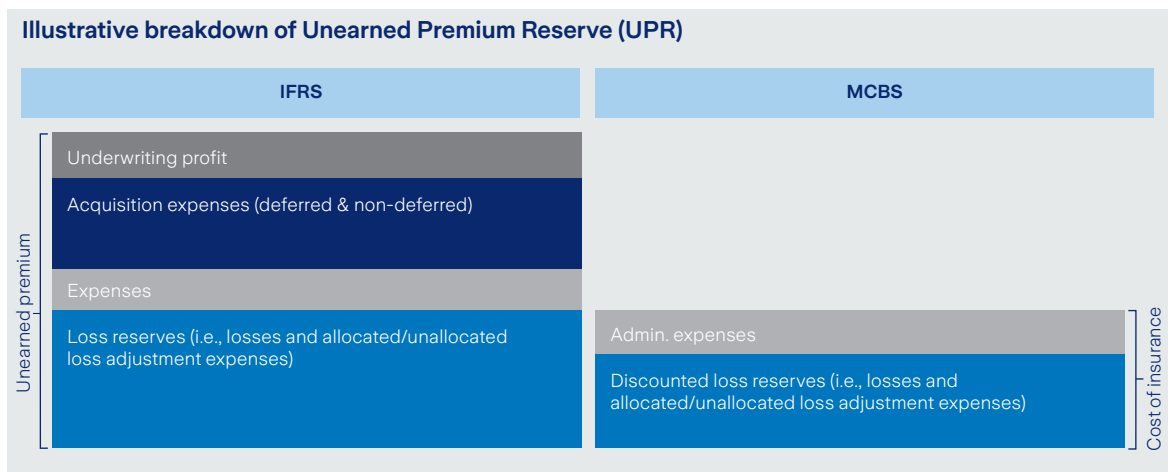 Illustrative breakdown of Unearned Premium Reserve (UPR)
IFRS
MCBS
Unearned premium
Underwriting profit
Acquisition expenses (deferred & non-deferred)
Expenses
Loss reserves (i.e., losses and allocated/unallocated
loss adjustment expenses)
Admin. expenses
Discounted loss reserves (i.e., losses and
allocated/unallocated loss adjustment expenses)
Cost of insurance